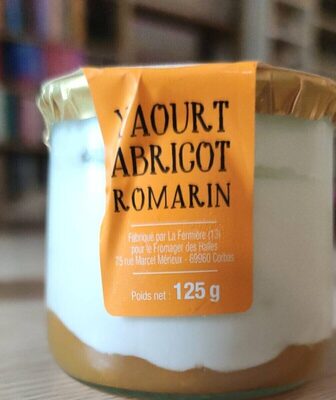 YAOURT
ABRICOT
ROMARIN
Fabriqué par La Fermière (13)
pour le Fromager des Halles
25 rue Marcel Mérieux - 69960 Corbas
Poids net : 125 g